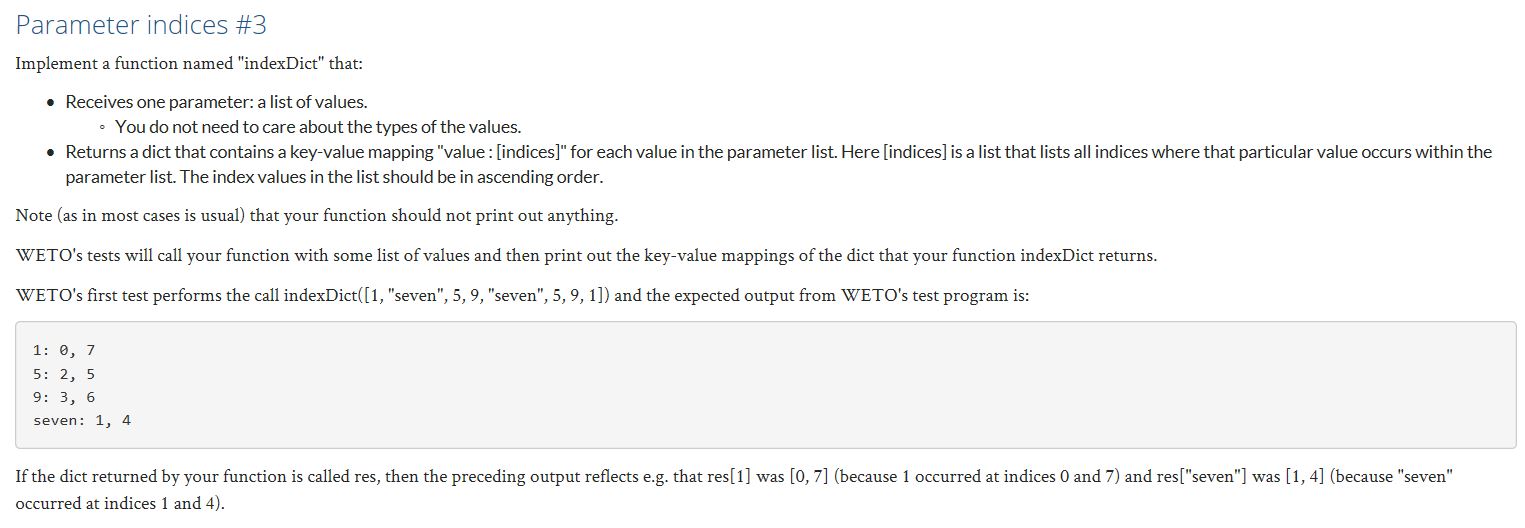 Parameter indices #3
Implement a function named "indexDict" that:
• Receives one parameter: a list of values.
◦ You do not need to care about the types of the values.
• Returns a dict that contains a key-value mapping "value : [indices]" for each value in the parameter list. Here [indices] is a list that lists all indices where that particular value occurs within the
parameter list. The index values in the list should be in ascending order.
Note (as in most cases is usual) that your function should not print out anything.
WETO's tests will call your function with some list of values and then print out the key-value mappings of the dict that your function indexDict returns.
WETO's first test performs the call indexDict([1, "seven", 5, 9, "seven", 5, 9, 1]) and the expected output from WETO's test program is:
1: 0, 7
5: 2, 5
9: 3, 6
seven: 1, 4
If the dict returned by your function is called res, then the preceding output reflects e.g. that res[1] was [0, 7] (because 1 occurred at indices 0 and 7) and res["seven"] was [1, 4] (because "seven"
occurred at indices 1 and 4).